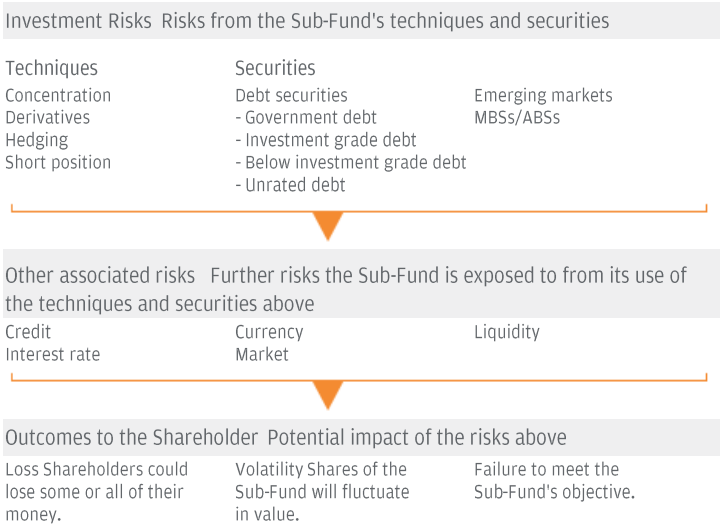 Investment Risks Risks from the Sub-Fund's techniques and securities
Techniques
Concentration
Derivatives
Hedging
Short position
Securities
Debt securities
- Government debt
- Investment grade debt
- Below investment grade debt
- Unrated debt
Emerging markets
MBSs/ABSs
Other associated risks Further risks the Sub-Fund is exposed to from its use of
the techniques and securities above
Credit
Interest rate
Currency
Market
Liquidity
Outcomes to the Shareholder Potential impact of the risks above
Loss Shareholders could
lose some or all of their
money.
Volatility Shares of the
Sub-Fund will fluctuate
in value.
Failure to meet the
Sub-Fund's objective.